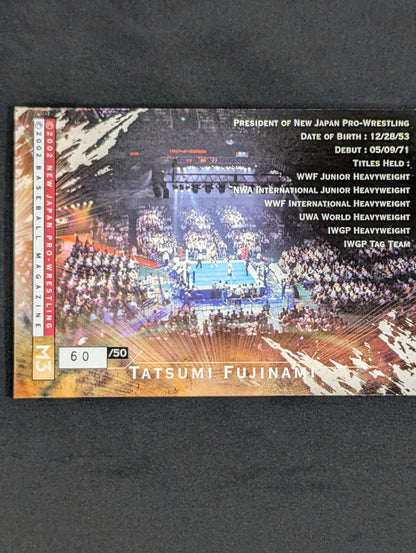 PRESIDENT OF NEW JAPAN PRO-WRESTLING
DATE OF BIRTH : 12/28/53
DEBUT : 05/09/71
TITLES HELD :
WWF JUNIOR HEAVYWEIGHT
NWA INTERNATIONAL JUNIOR HEAVYWEIGHT
WWF INTERNATIONAL HEAVYWEIGHT
UWA WORLD HEAVYWEIGHT
IWGP HEAVYWEIGHT
IWGP TAG TEAM
©2002 NEW JAPAN PRO-WRESTLING
©2002 BASEBALL MAGAZINE
M3
60 /50
TATSUMI FUJINAMI